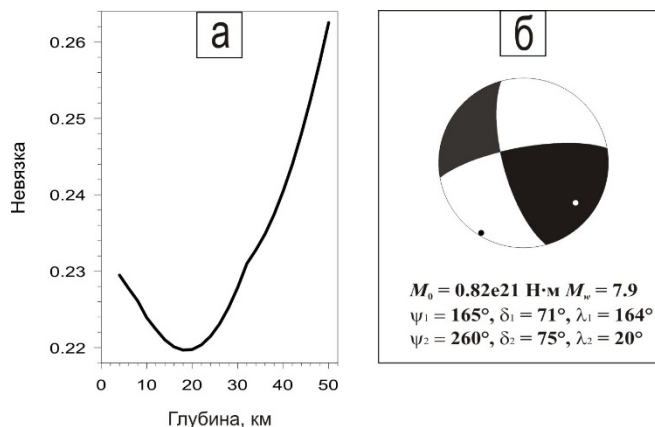 а
0.26
0.25
0.24
0.23
0.22
Невязка
0 10 20 30 40 50
Глубина, км
б
M₀ = 0.82e21 Н·м M_w = 7.9
ψ₁ = 165°, δ₁ = 71°, λ₁ = 164°
ψ₂ = 260°, δ₂ = 75°, λ₂ = 20°